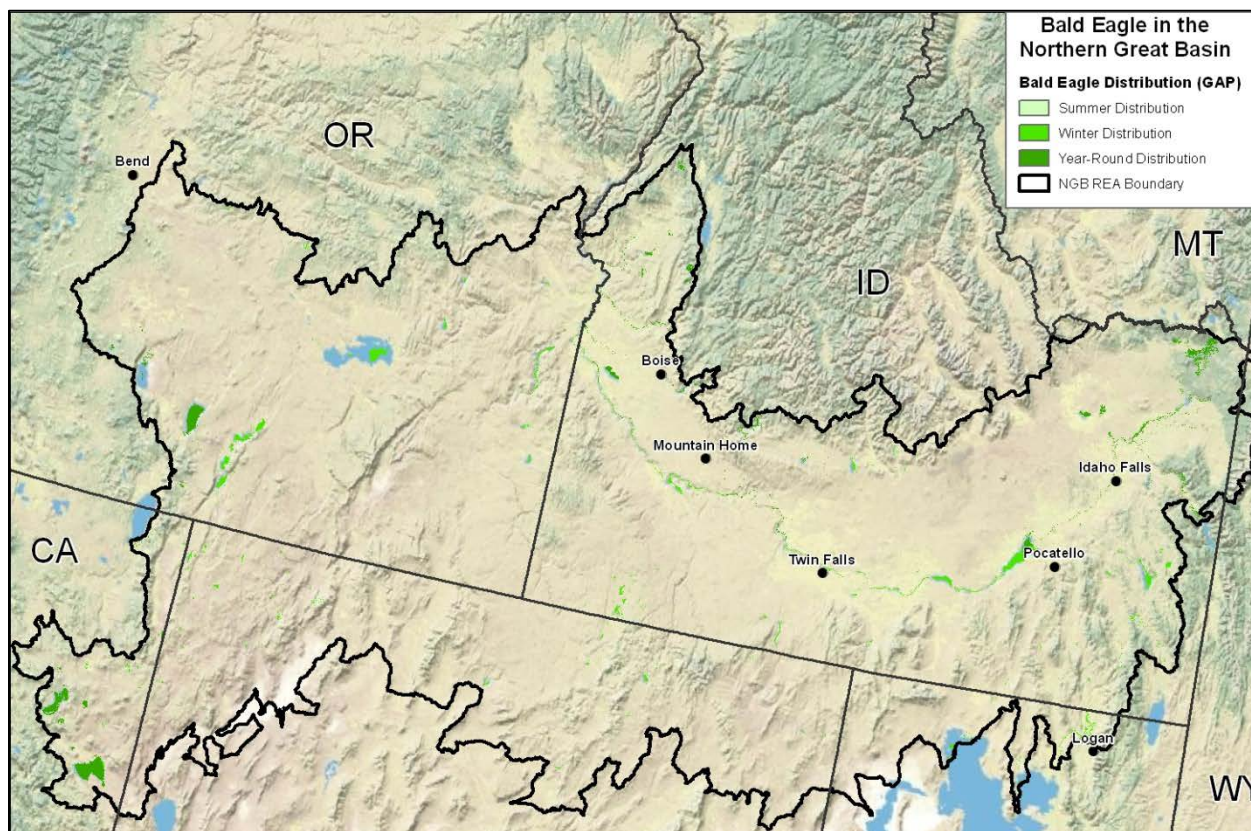 Bald Eagle in the
Northern Great Basin
Bald Eagle Distribution (GAP)
Summer Distribution
Winter Distribution
Year-Round Distribution
NGB REA Boundary
OR
Bend
MT
ID
Boise
Mountain Home
Idaho Falls
CA
Twin Falls
Pocatello
Logan
WY